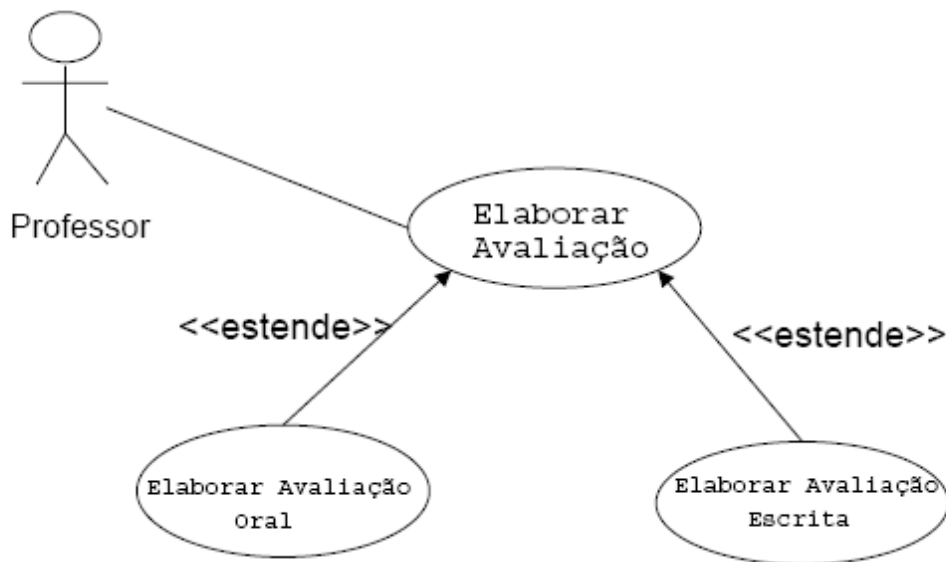 Professor
Elaborar
Avaliação
<<estende>>
<<estende>>
Elaborar Avaliação
Oral
Elaborar Avaliação
Escrita